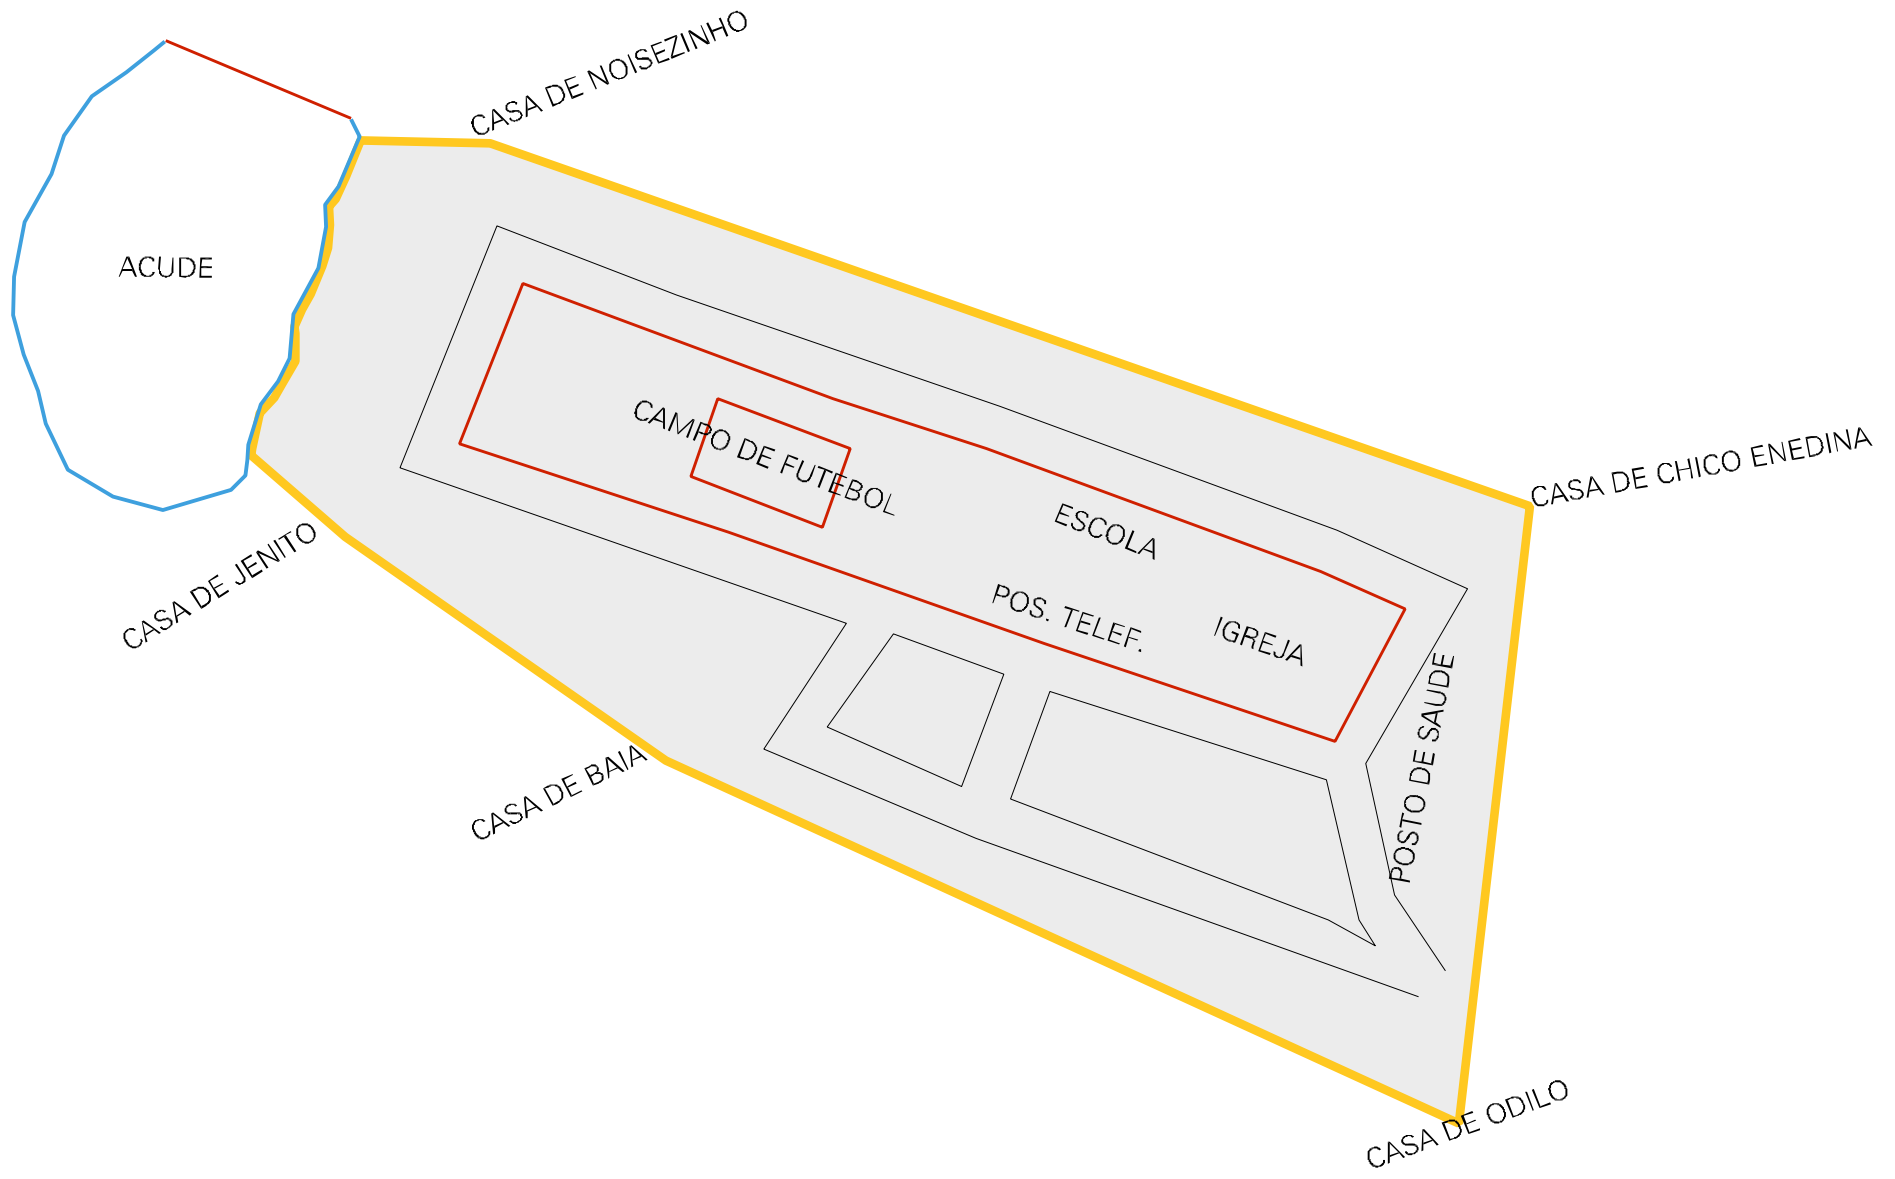 CASA DE NOISEZINHO
ACUDE
CASA DE CHICO ENEDINA
CAMPO DE FUTEBOL
ESCOLA
CASA DE JENITO
POS. TELEF.
IGREJA
POSTO DE SAUDE
CASA DE BAIA
CASA DE ODILO